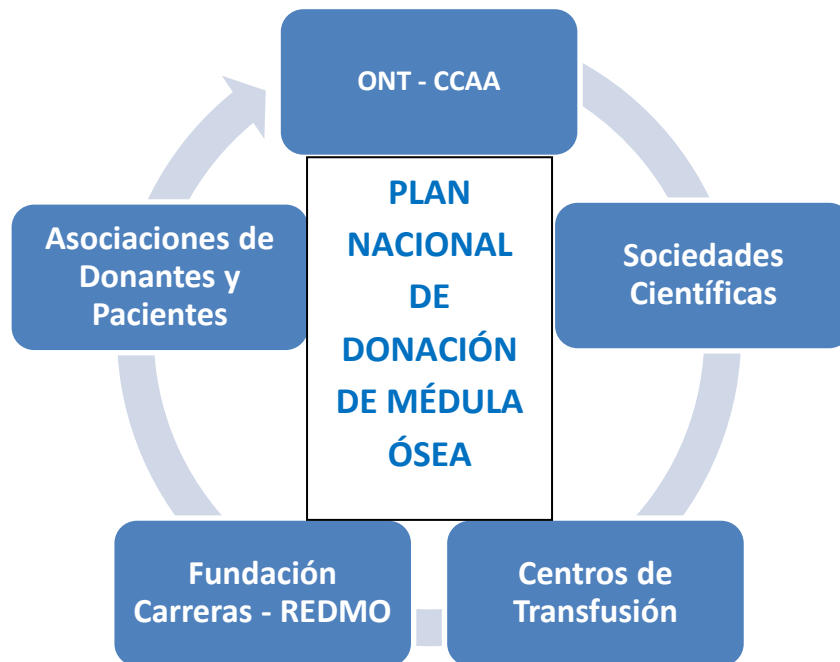 ONT - CCAA
PLAN
NACIONAL
DE
DONACIÓN
DE MÉDULA
ÓSEA
Asociaciones de
Donantes y
Pacientes
Sociedades
Científicas
Fundación
Carreras - REDMO
Centros de
Transfusión